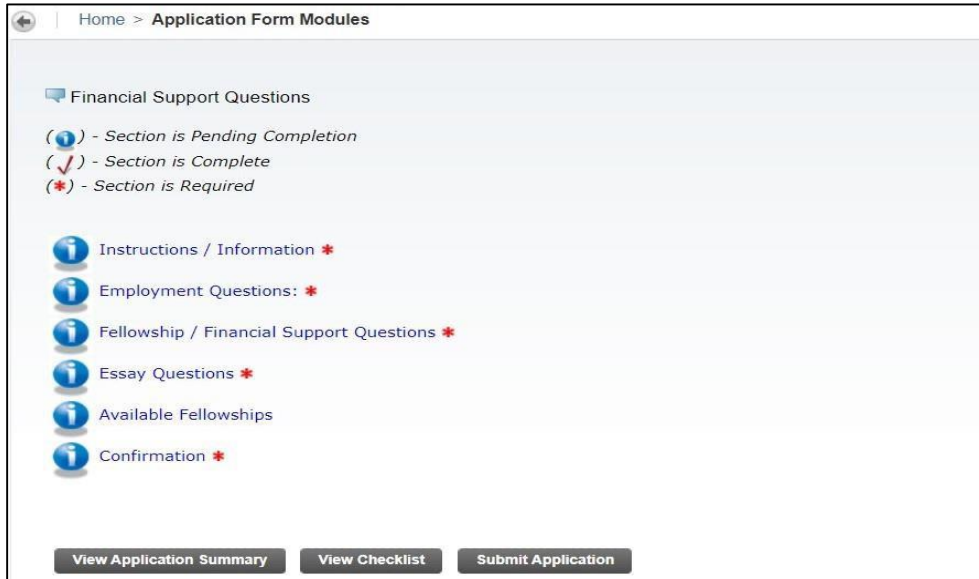 Home > Application Form Modules
Financial Support Questions
(i) - Section is Pending Completion
(✓) - Section is Complete
(*) - Section is Required
Instructions / Information *
Employment Questions: *
Fellowship / Financial Support Questions *
Essay Questions *
Available Fellowships
Confirmation *
View Application Summary View Checklist Submit Application